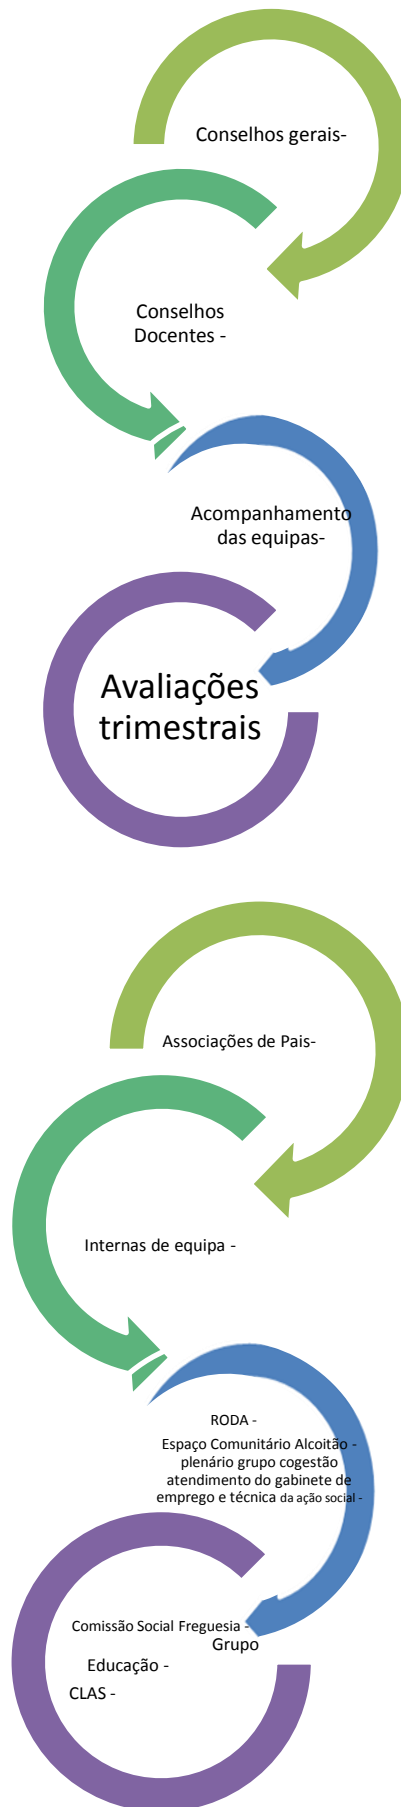 Conselhos gerais-
Conselhos
Docentes -
Acompanhamento
das equipas-
Avaliações
trimestrais
Associações de Pais-
Internas de equipa -
RODA -
Espaço Comunitário Alcoitão -
plenário grupo cogestão
atendimento do gabinete de
emprego e técnica da ação social -
Comissão Social Freguesia -
Grupo
Educação -
CLAS -